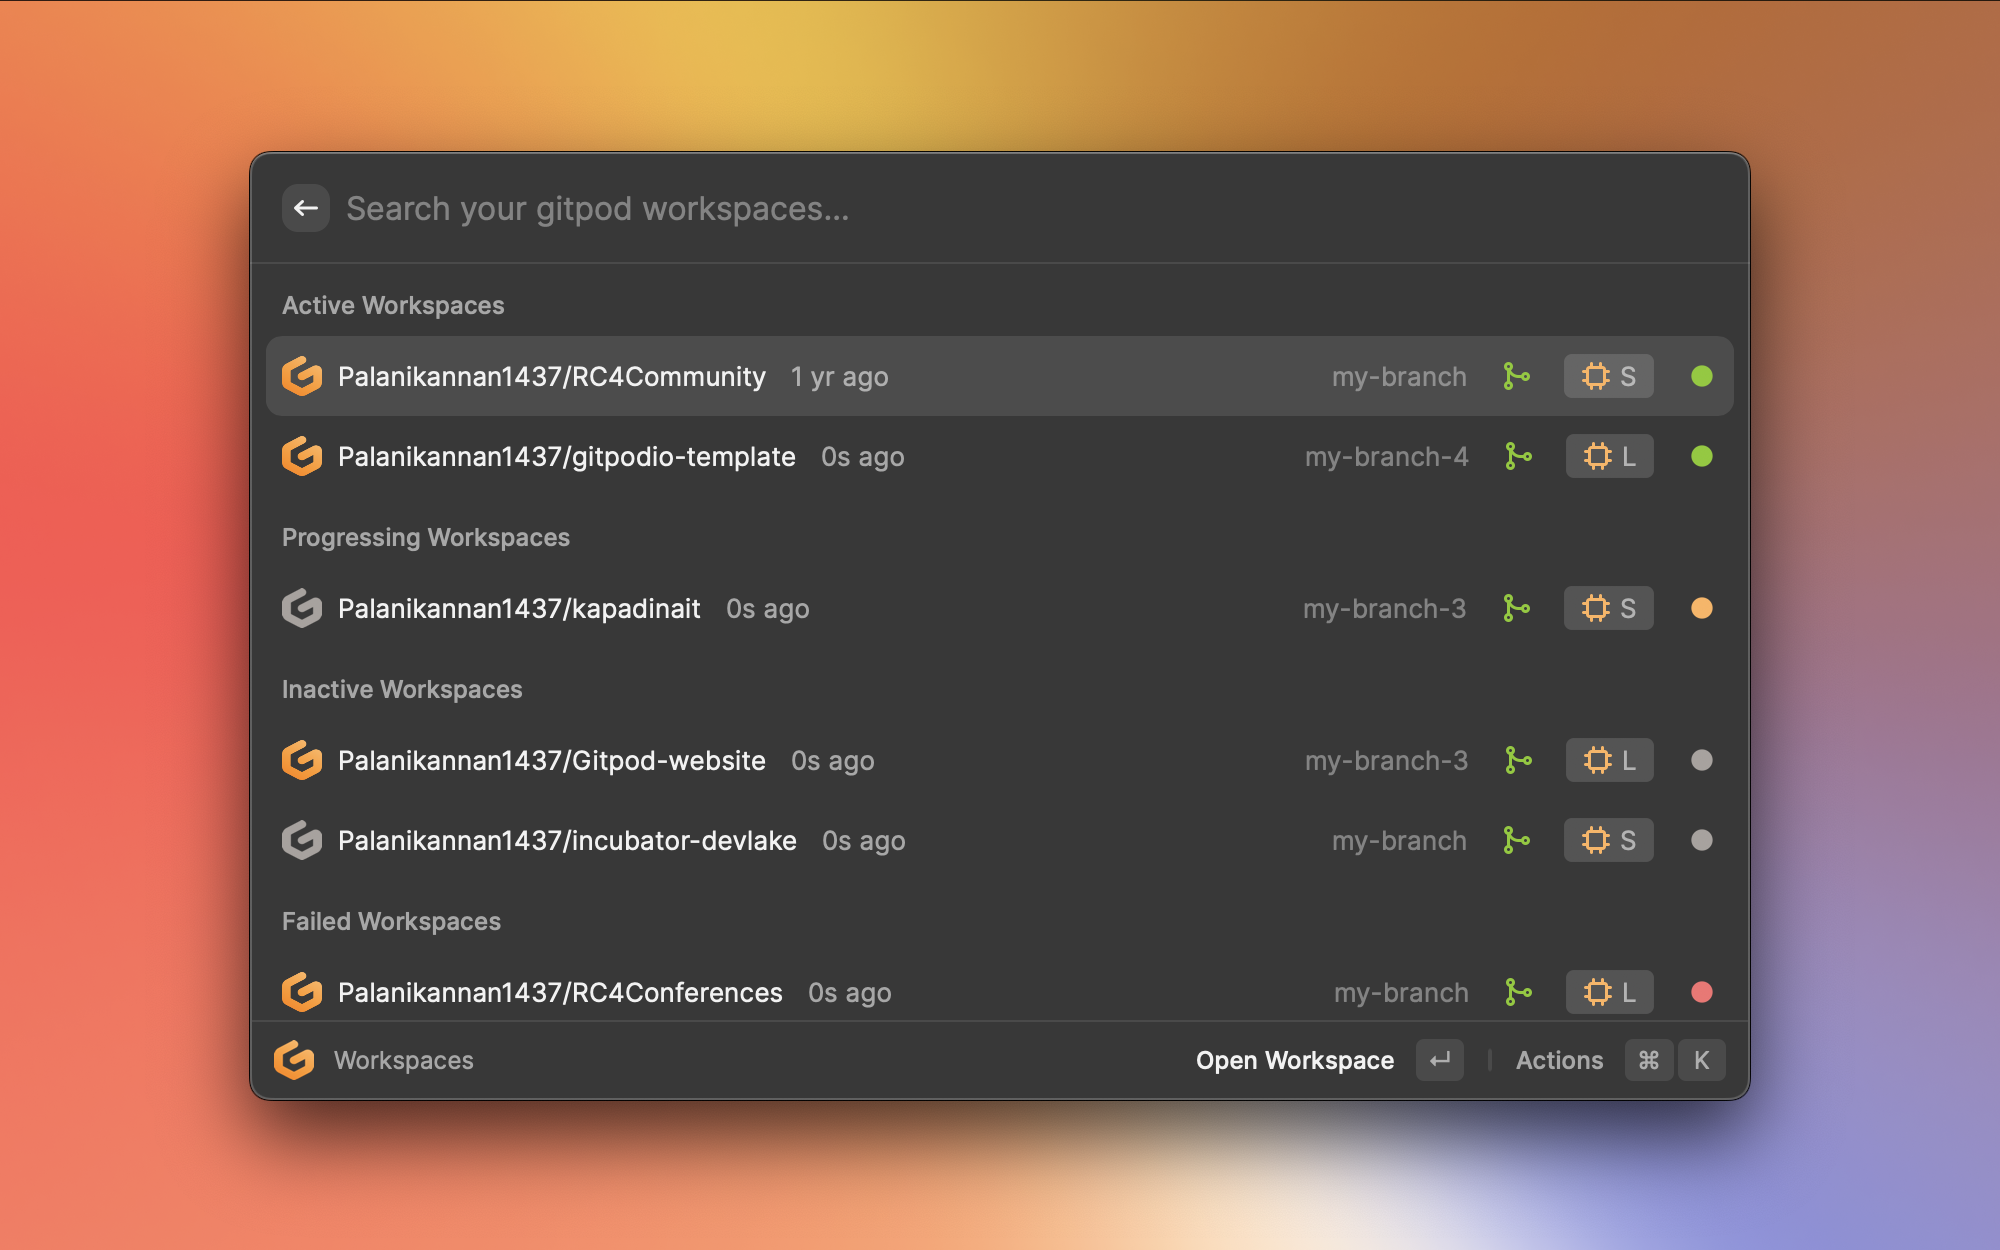 Search your gitpod workspaces...
Active Workspaces
Palanikannan1437/RC4Community 1 yr ago my-branch S
Palanikannan1437/gitpodio-template 0s ago my-branch-4 L
Progressing Workspaces
Palanikannan1437/kapadinait 0s ago my-branch-3 S
Inactive Workspaces
Palanikannan1437/Gitpod-website 0s ago my-branch-3 L
Palanikannan1437/incubator-devlake 0s ago my-branch S
Failed Workspaces
Palanikannan1437/RC4Conferences 0s ago my-branch L
Workspaces Open Workspace ↵ Actions ⌘ K